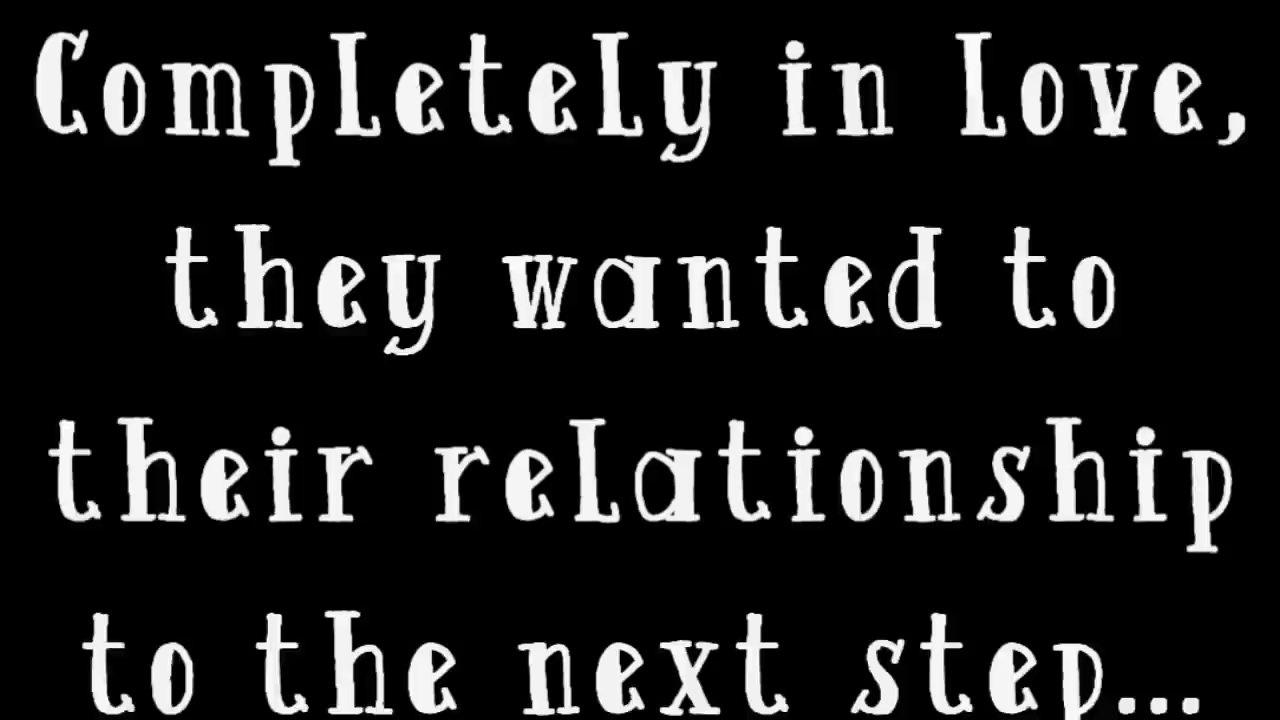 Completely in love,
they wanted to
their relationship
to the next step...